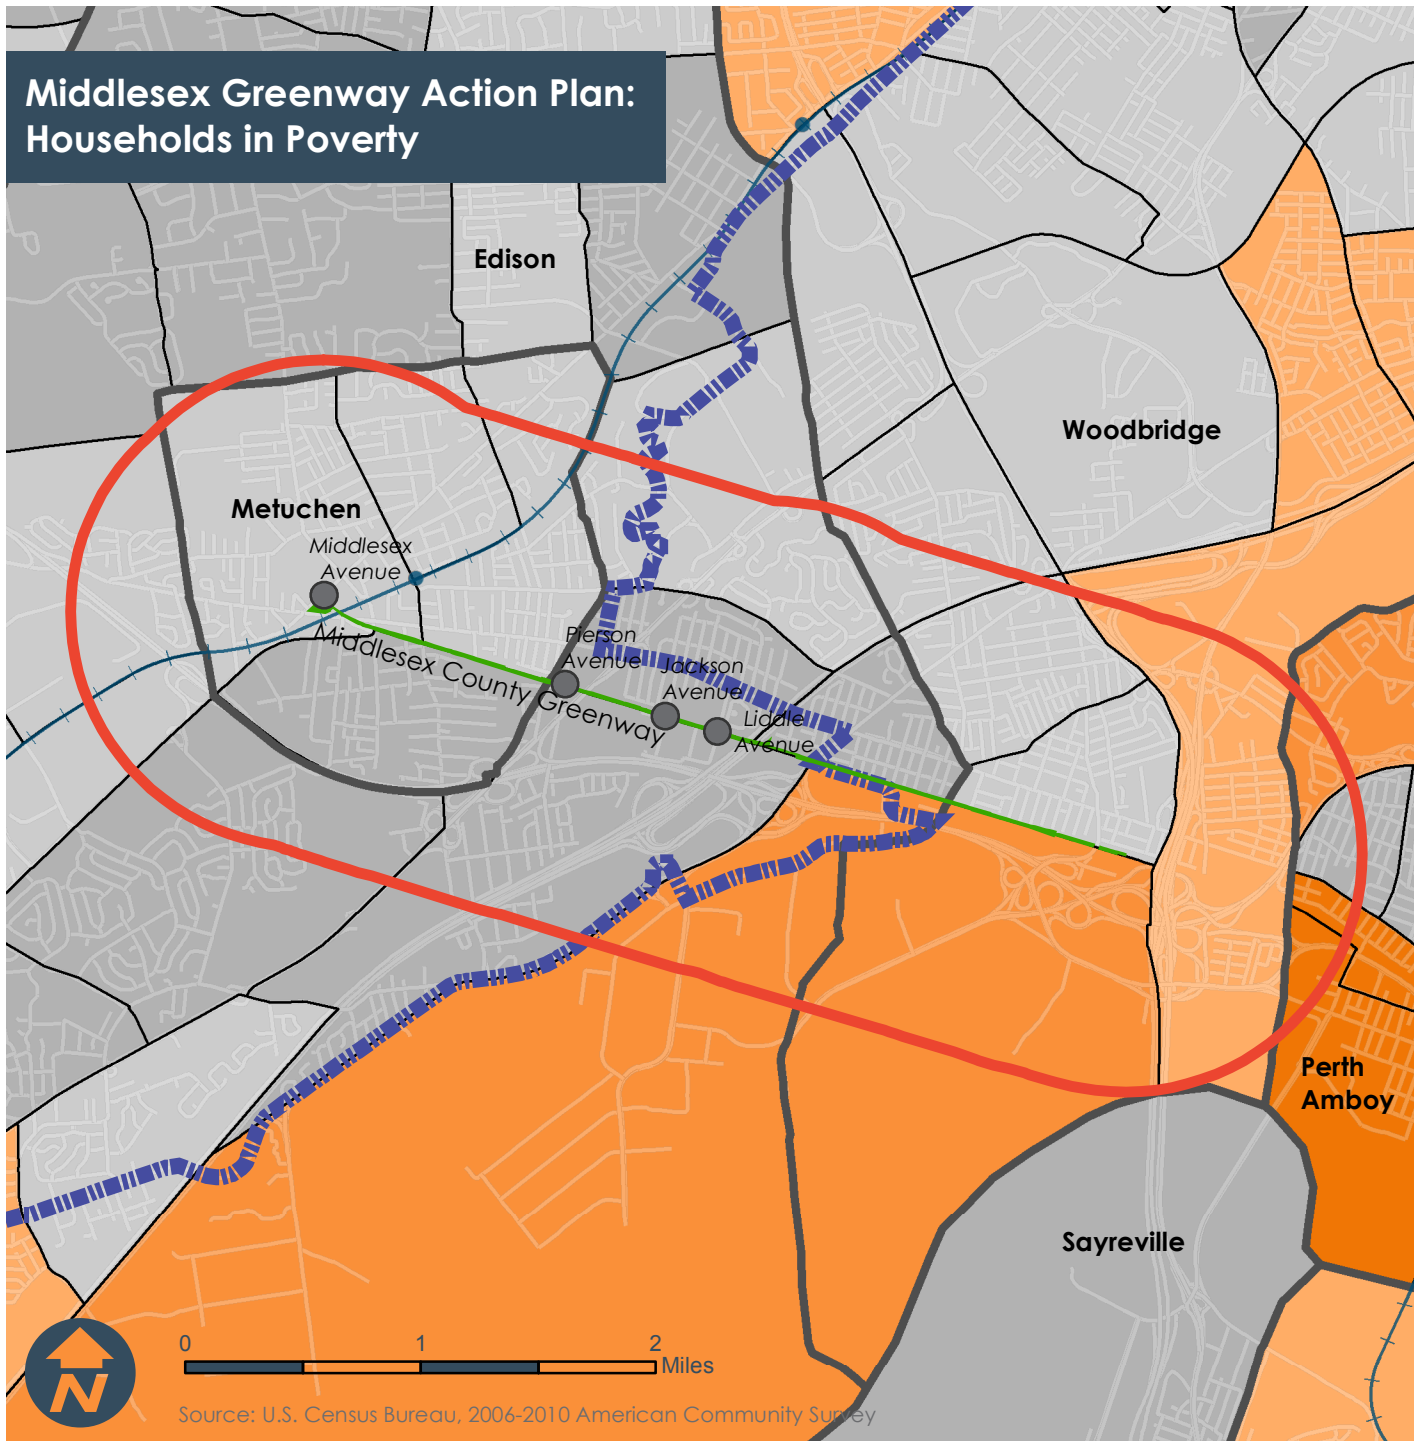 Middlesex Greenway Action Plan:
Households in Poverty
Edison
Woodbridge
Metuchen
Middlesex
Avenue
Middlesex County Greenway
Pierson
Avenue
Jackson
Avenue
Liddle
Avenue
Perth
Amboy
Sayreville
0 1 2
Miles
N
Source: U.S. Census Bureau, 2006-2010 American Community Survey